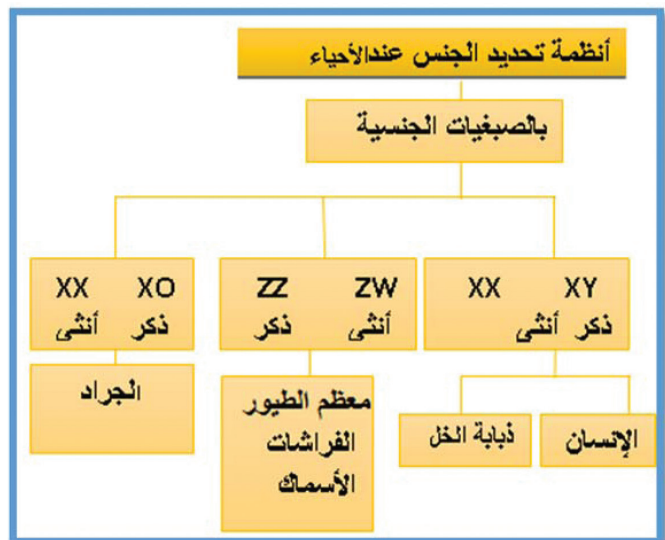 أنظمة تحديد الجنس عندالأحياء
بالصبغيات الجنسية
XY XX
ذكر أنثى
ZW ZZ
أنثى ذكر
XO XX
ذكر أنثى
الإنسان
ذبابة الخل
معظم الطيور
الفراشات
الأسماك
الجراد